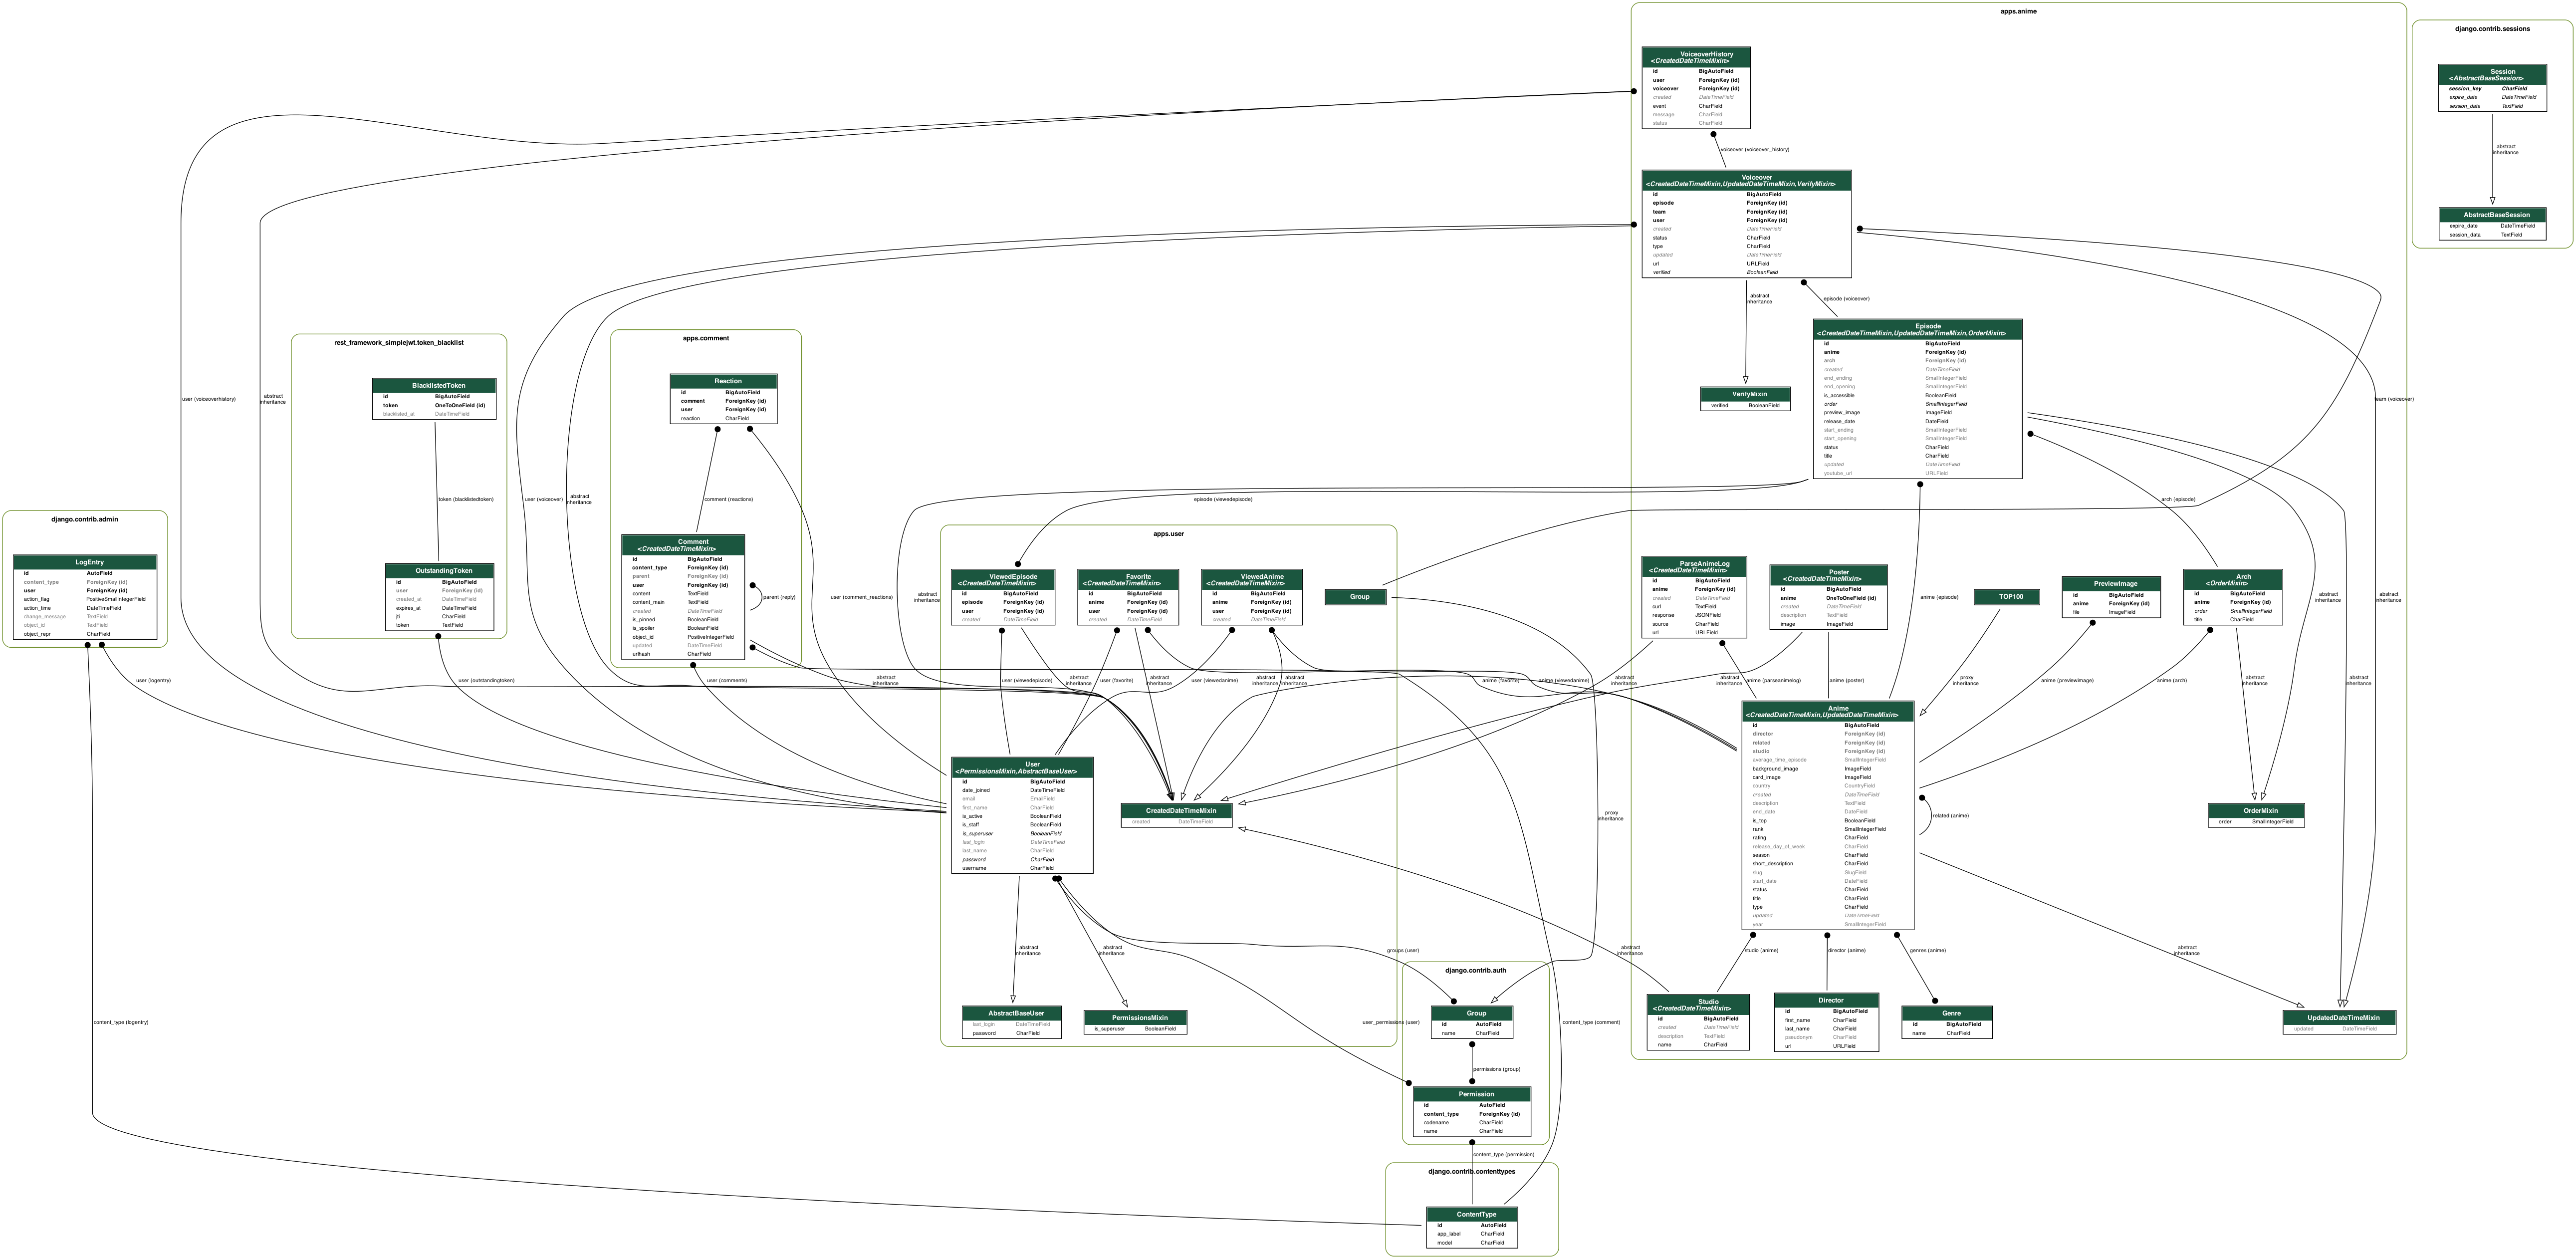 apps.anime
django.contrib.sessions
VoiceoverHistory
<CreatedDateTimeMixin>
id BigAutoField
user ForeignKey (id)
voiceover ForeignKey (id)
created DateTimeField
event CharField
message CharField
status CharField
Session
<AbstractBaseSession>
session_key CharField
expire_date DateTimeField
session_data TextField
voiceover (voiceover_history)
abstract
inheritance
Voiceover
<CreatedDateTimeMixin,UpdatedDateTimeMixin,VerifyMixin>
id BigAutoField
episode ForeignKey (id)
team ForeignKey (id)
user ForeignKey (id)
created DateTimeField
status CharField
type CharField
updated DateTimeField
url URLField
verified BooleanField
AbstractBaseSession
expire_date DateTimeField
session_data TextField
abstract
inheritance
episode (voiceover)
Episode
<CreatedDateTimeMixin,UpdatedDateTimeMixin,OrderMixin>
id BigAutoField
anime ForeignKey (id)
arch ForeignKey (id)
created DateTimeField
end_ending SmallIntegerField
end_opening SmallIntegerField
is_accessible BooleanField
order SmallIntegerField
preview_image ImageField
release_date DateField
start_ending SmallIntegerField
start_opening SmallIntegerField
status CharField
title CharField
updated DateTimeField
youtube_url URLField
VerifyMixin
verified BooleanField
rest_framework_simplejwt.token_blacklist
BlacklistedToken
id BigAutoField
token OneToOneField (id)
blacklisted_at DateTimeField
apps.comment
Reaction
id BigAutoField
comment ForeignKey (id)
user ForeignKey (id)
reaction CharField
user (voiceoverhistory)
abstract
inheritance
team (voiceover)
token (blacklistedtoken)
user (voiceover)
abstract
inheritance
comment (reactions)
episode (viewedepisode)
arch (episode)
django.contrib.admin
LogEntry
id AutoField
content_type ForeignKey (id)
user ForeignKey (id)
action_flag PositiveSmallIntegerField
action_time DateTimeField
change_message TextField
object_id TextField
object_repr CharField
OutstandingToken
id BigAutoField
user ForeignKey (id)
created_at DateTimeField
expires_at DateTimeField
jti CharField
token TextField
Comment
<CreatedDateTimeMixin>
id BigAutoField
content_type ForeignKey (id)
parent ForeignKey (id)
user ForeignKey (id)
content TextField
content_main TextField
created DateTimeField
is_pinned BooleanField
is_spoiler BooleanField
object_id PositiveIntegerField
updated DateTimeField
urlhash CharField
parent (reply)
user (comment_reactions)
abstract
inheritance
apps.user
ViewedEpisode
<CreatedDateTimeMixin>
id BigAutoField
episode ForeignKey (id)
user ForeignKey (id)
created DateTimeField
Favorite
<CreatedDateTimeMixin>
id BigAutoField
anime ForeignKey (id)
user ForeignKey (id)
created DateTimeField
ViewedAnime
<CreatedDateTimeMixin>
id BigAutoField
anime ForeignKey (id)
user ForeignKey (id)
created DateTimeField
Group
ParseAnimeLog
<CreatedDateTimeMixin>
id BigAutoField
anime ForeignKey (id)
created DateTimeField
curl TextField
response JSONField
source CharField
url URLField
Poster
<CreatedDateTimeMixin>
id BigAutoField
anime OneToOneField (id)
created DateTimeField
description TextField
image ImageField
anime (episode)
TOP100
PreviewImage
id BigAutoField
anime ForeignKey (id)
file ImageField
Arch
<OrderMixin>
id BigAutoField
anime ForeignKey (id)
order SmallIntegerField
title CharField
abstract
inheritance
abstract
inheritance
user (logentry)
user (outstandingtoken)
user (comments)
abstract
inheritance
user (viewedepisode)
abstract
inheritance
user (favorite)
abstract
inheritance
user (viewedanime)
abstract
inheritance
abstract
inheritance
anime (favorite)
anime (viewedanime)
abstract
inheritance
abstract
inheritance
anime (parseanimelog)
anime (poster)
proxy
inheritance
anime (previewimage)
anime (arch)
abstract
inheritance
abstract
inheritance
User
<PermissionsMixin,AbstractBaseUser>
id BigAutoField
date_joined DateTimeField
email EmailField
first_name CharField
is_active BooleanField
is_staff BooleanField
is_superuser BooleanField
last_login DateTimeField
last_name CharField
password CharField
username CharField
CreatedDateTimeMixin
created DateTimeField
proxy
inheritance
Anime
<CreatedDateTimeMixin,UpdatedDateTimeMixin>
id BigAutoField
director ForeignKey (id)
related ForeignKey (id)
studio ForeignKey (id)
average_time_episode SmallIntegerField
background_image ImageField
card_image ImageField
country CountryField
created DateTimeField
description TextField
end_date DateField
is_top BooleanField
rank SmallIntegerField
rating CharField
release_day_of_week CharField
season CharField
short_description CharField
slug SlugField
start_date DateField
status CharField
title CharField
type CharField
updated DateTimeField
year SmallIntegerField
related (anime)
OrderMixin
order SmallIntegerField
abstract
inheritance
abstract
inheritance
groups (user)
abstract
inheritance
studio (anime)
director (anime)
genres (anime)
abstract
inheritance
AbstractBaseUser
last_login DateTimeField
password CharField
PermissionsMixin
is_superuser BooleanField
django.contrib.auth
Group
id AutoField
name CharField
Studio
<CreatedDateTimeMixin>
id BigAutoField
created DateTimeField
description TextField
name CharField
Director
id BigAutoField
first_name CharField
last_name CharField
pseudonym CharField
url URLField
Genre
id BigAutoField
name CharField
UpdatedDateTimeMixin
updated DateTimeField
content_type (logentry)
user_permissions (user)
content_type (comment)
permissions (group)
Permission
id AutoField
content_type ForeignKey (id)
codename CharField
name CharField
content_type (permission)
django.contrib.contenttypes
ContentType
id AutoField
app_label CharField
model CharField